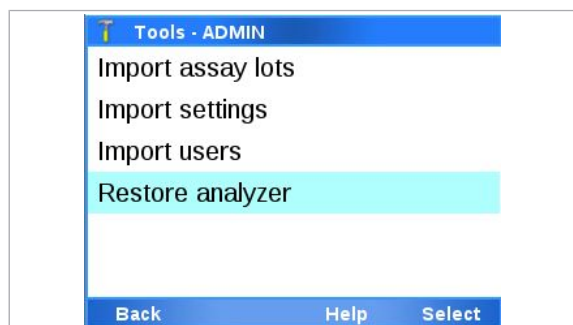 Tools - ADMIN
Import assay lots
Import settings
Import users
Restore analyzer
Back Help Select